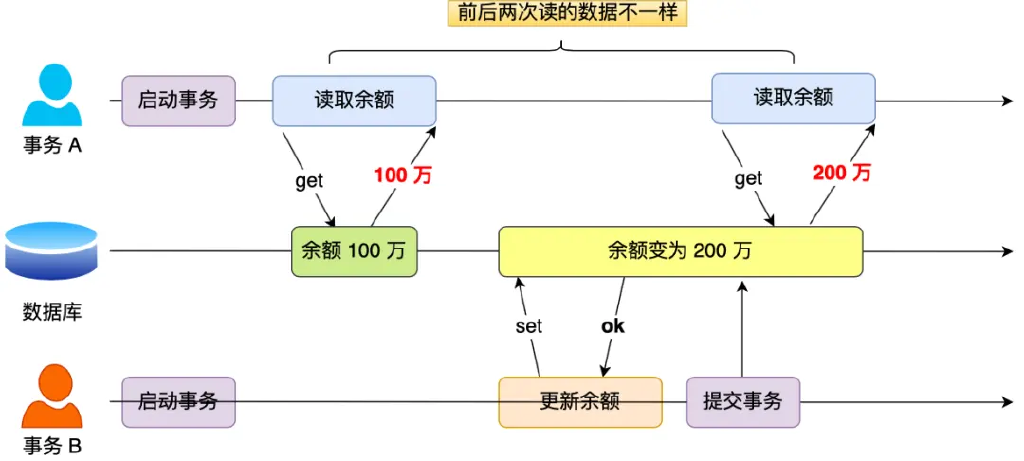 前后两次读的数据不一样
启动事务
读取余额
读取余额
事务 A
get
100 万
get
200 万
余额 100 万
余额变为 200 万
数据库
set
ok
启动事务
更新余额
提交事务
事务 B